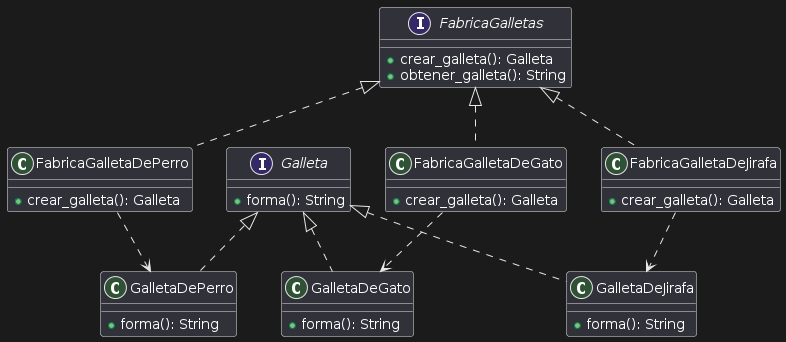 I FabricaGalletas
crear_galleta(): Galleta
obtener_galleta(): String
C FabricaGalletaDePerro
crear_galleta(): Galleta
I Galleta
forma(): String
C FabricaGalletaDeGato
crear_galleta(): Galleta
C FabricaGalletaDeJirafa
crear_galleta(): Galleta
C GalletaDePerro
forma(): String
C GalletaDeGato
forma(): String
C GalletaDeJirafa
forma(): String